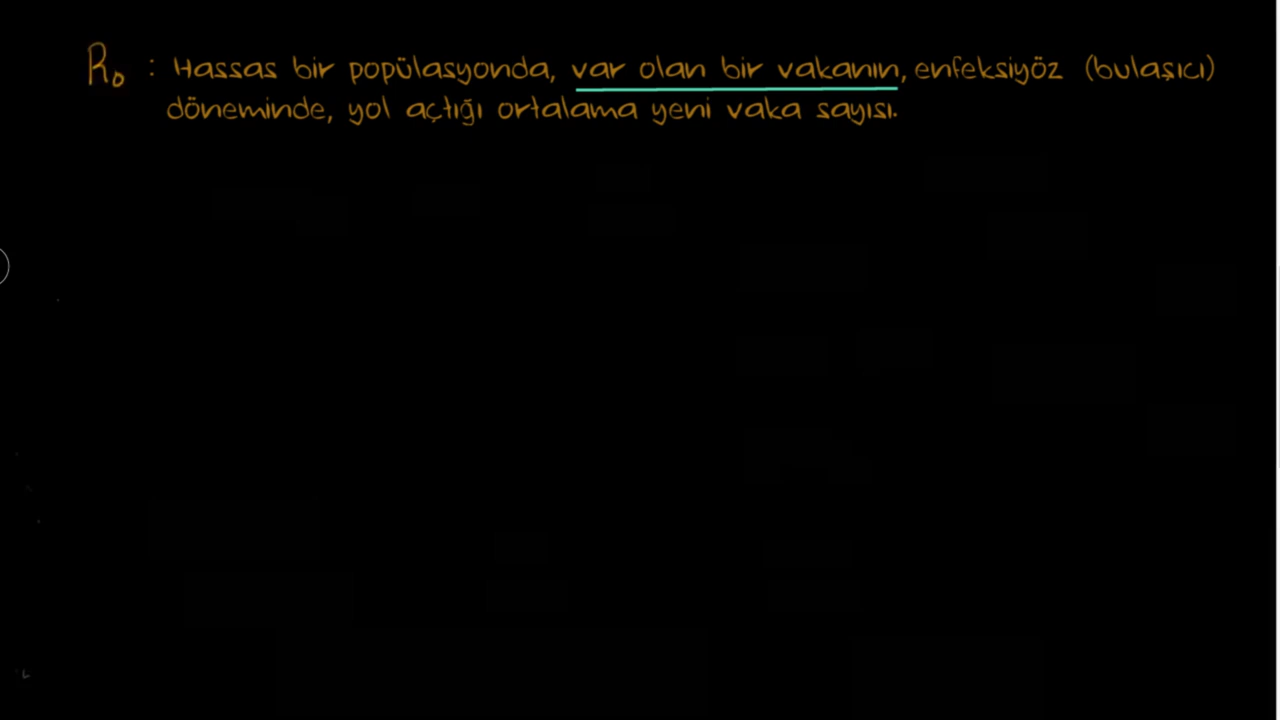 R₀ : Hassas bir popülasyonda, var olan bir vakanın, enfeksiyöz (bulaşıcı)
döneminde, yol açtığı ortalama yeni vaka sayısı.